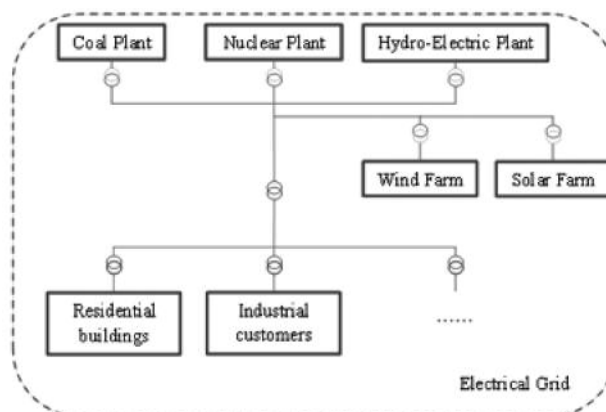 Coal Plant
Nuclear Plant
Hydro-Electric Plant
Wind Farm
Solar Farm
Residential
buildings
Industrial
customers
......
Electrical Grid